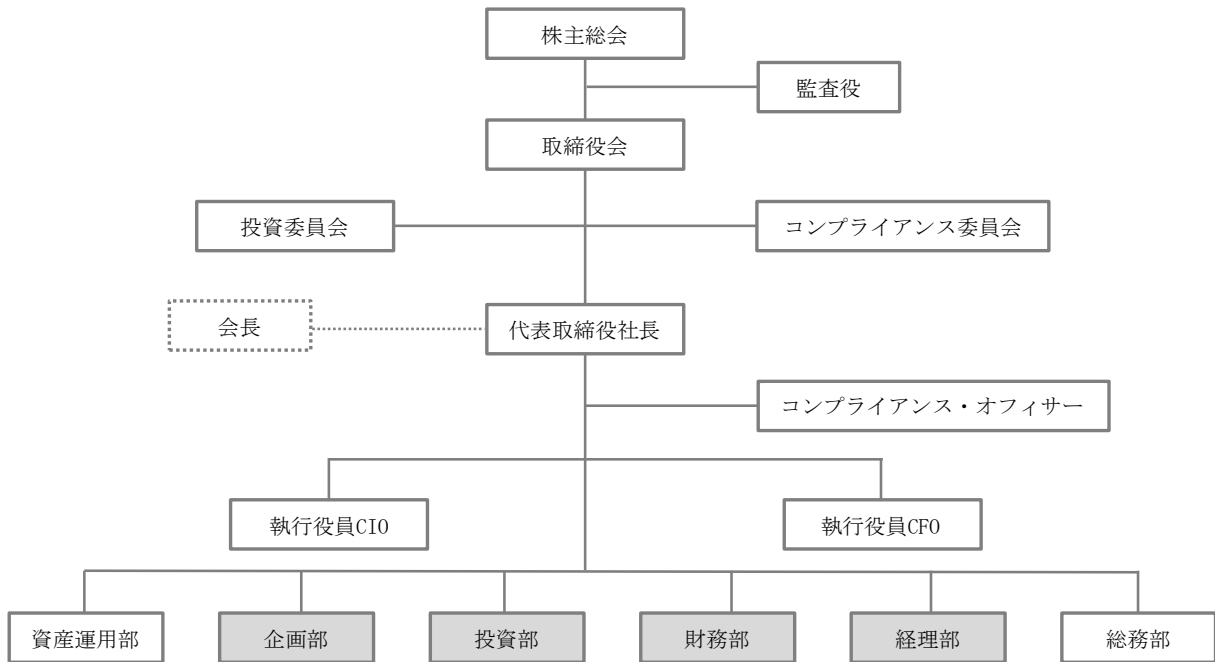 株主総会
監査役
取締役会
投資委員会
コンプライアンス委員会
会長
代表取締役社長
コンプライアンス・オフィサー
執行役員CIO
執行役員CFO
資産運用部
企画部
投資部
財務部
経理部
総務部